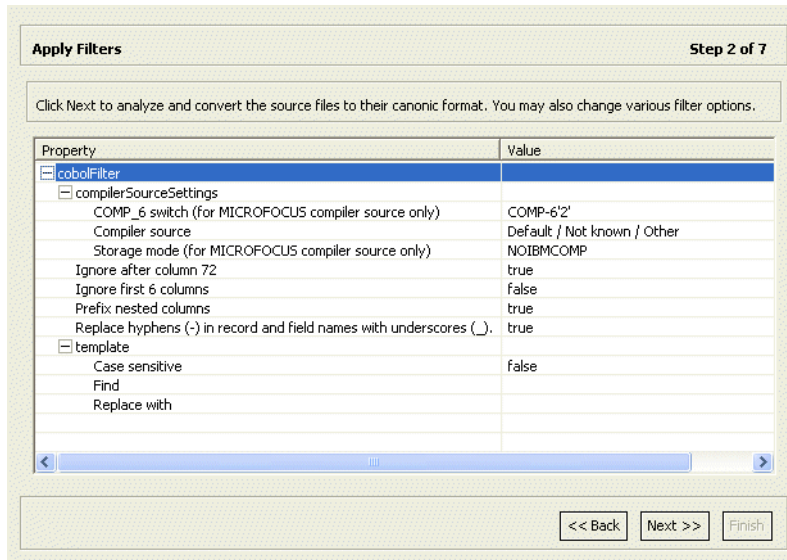 Apply Filters Step 2 of 7
Click Next to analyze and convert the source files to their canonic format. You may also change various filter options.
Property Value
cobolFilter
compilerSourceSettings
COMP_6 switch (for MICROFOCUS compiler source only) COMP-6'2'
Compiler source Default / Not known / Other
Storage mode (for MICROFOCUS compiler source only) NOIBMCOMP
Ignore after column 72 true
Ignore first 6 columns false
Prefix nested columns true
Replace hyphens (-) in record and field names with underscores (_). true
template
Case sensitive false
Find
Replace with
<< Back Next >> Finish